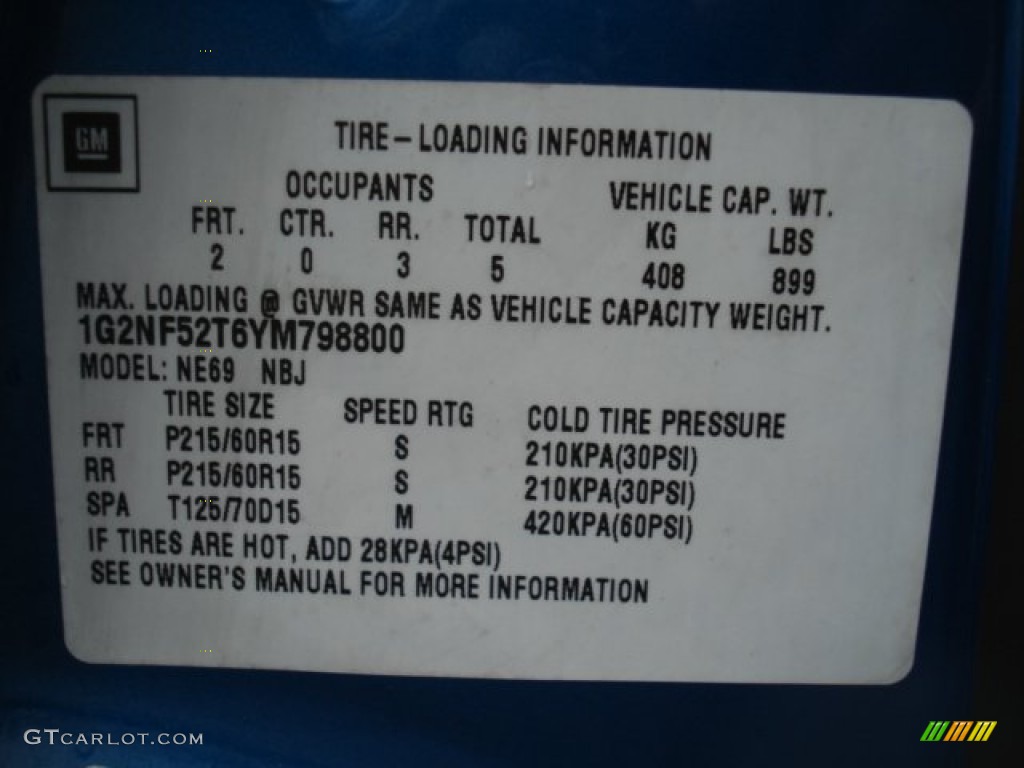 GM
TIRE-LOADING INFORMATION
OCCUPANTS VEHICLE CAP. WT.
FRT. CTR. RR. TOTAL KG LBS
2 0 3 5 408 899
MAX. LOADING @ GVWR SAME AS VEHICLE CAPACITY WEIGHT.
1G2NF52T6YM798800
MODEL: NE69 NBJ
TIRE SIZE SPEED RTG COLD TIRE PRESSURE
FRT P215/60R15 S 210KPA(30PSI)
RR P215/60R15 S 210KPA(30PSI)
SPA T125/70D15 M 420KPA(60PSI)
IF TIRES ARE HOT, ADD 28KPA(4PSI)
SEE OWNER'S MANUAL FOR MORE INFORMATION
GTCARLOT.COM